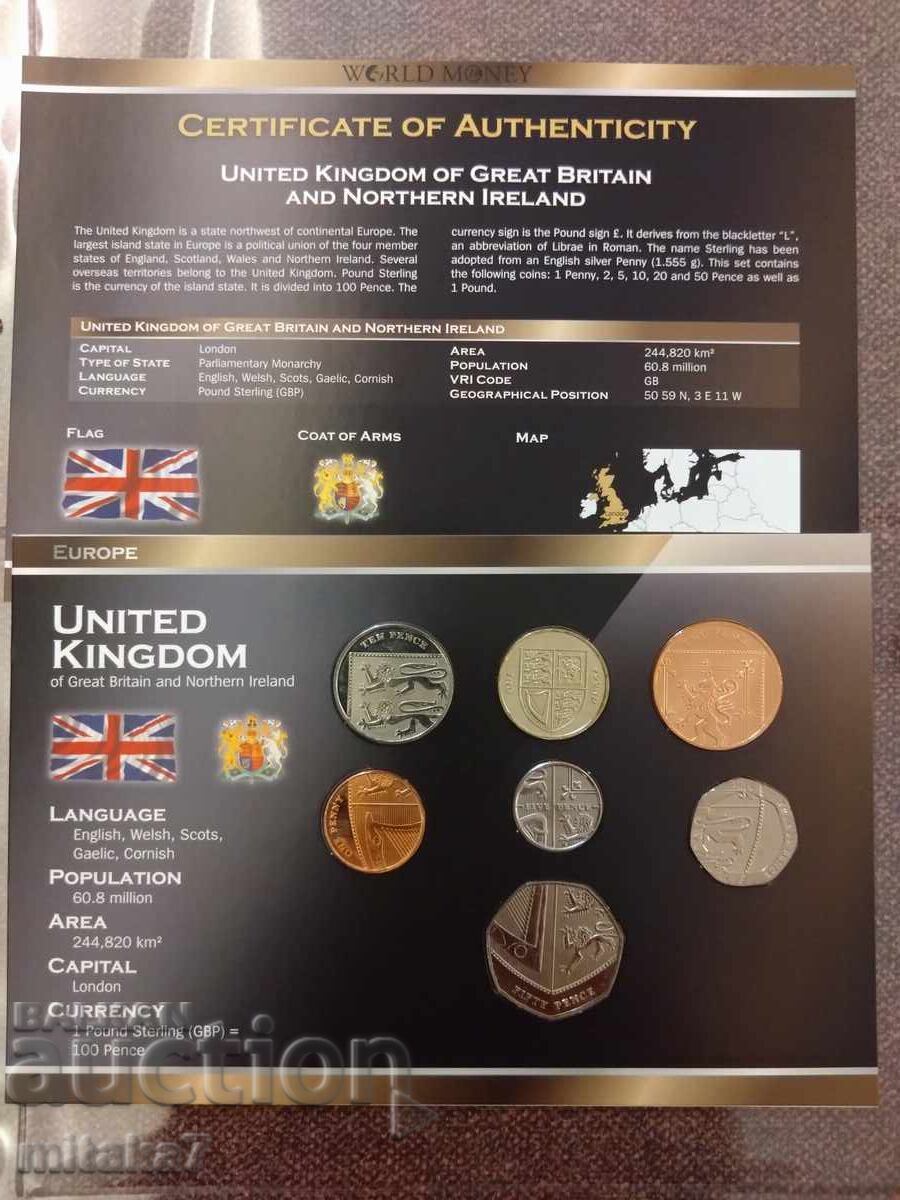 WORLD MONEY
CERTIFICATE OF AUTHENTICITY
UNITED KINGDOM OF GREAT BRITAIN
AND NORTHERN IRELAND
The United Kingdom is a state northwest of continental Europe. The
largest island state in Europe is a political union of the four member
states of England, Scotland, Wales and Northern Ireland. Several
overseas territories belong to the United Kingdom. Pound Sterling
is the currency of the island state. It is divided into 100 Pence. The
currency sign is the Pound sign £. It derives from the blackletter "L",
an abbreviation of Librae in Roman. The name Sterling has been
adopted from an English silver Penny (1.555 g). This set contains
the following coins: 1 Penny, 2, 5, 10, 20 and 50 Pence as well as
1 Pound.
UNITED KINGDOM OF GREAT BRITAIN AND NORTHERN IRELAND
CAPITAL London
TYPE OF STATE Parliamentary Monarchy
LANGUAGE English, Welsh, Scots, Gaelic, Cornish
CURRENCY Pound Sterling (GBP)
AREA 244,820 km²
POPULATION 60.8 million
VRI CODE GB
GEOGRAPHICAL POSITION 50 59 N, 3 E 11 W
FLAG
COAT OF ARMS
MAP
London
EUROPE
UNITED
KINGDOM
of Great Britain and Northern Ireland
LANGUAGE
English, Welsh, Scots,
Gaelic, Cornish
POPULATION
60.8 million
AREA
244,820 km²
CAPITAL
London
CURRENCY
1 Pound Sterling (GBP) =
100 Pence
TEN PENCE
ONE PENNY
FIVE PENCE
FIFTY PENCE
BALKAN
auction
mitaka7